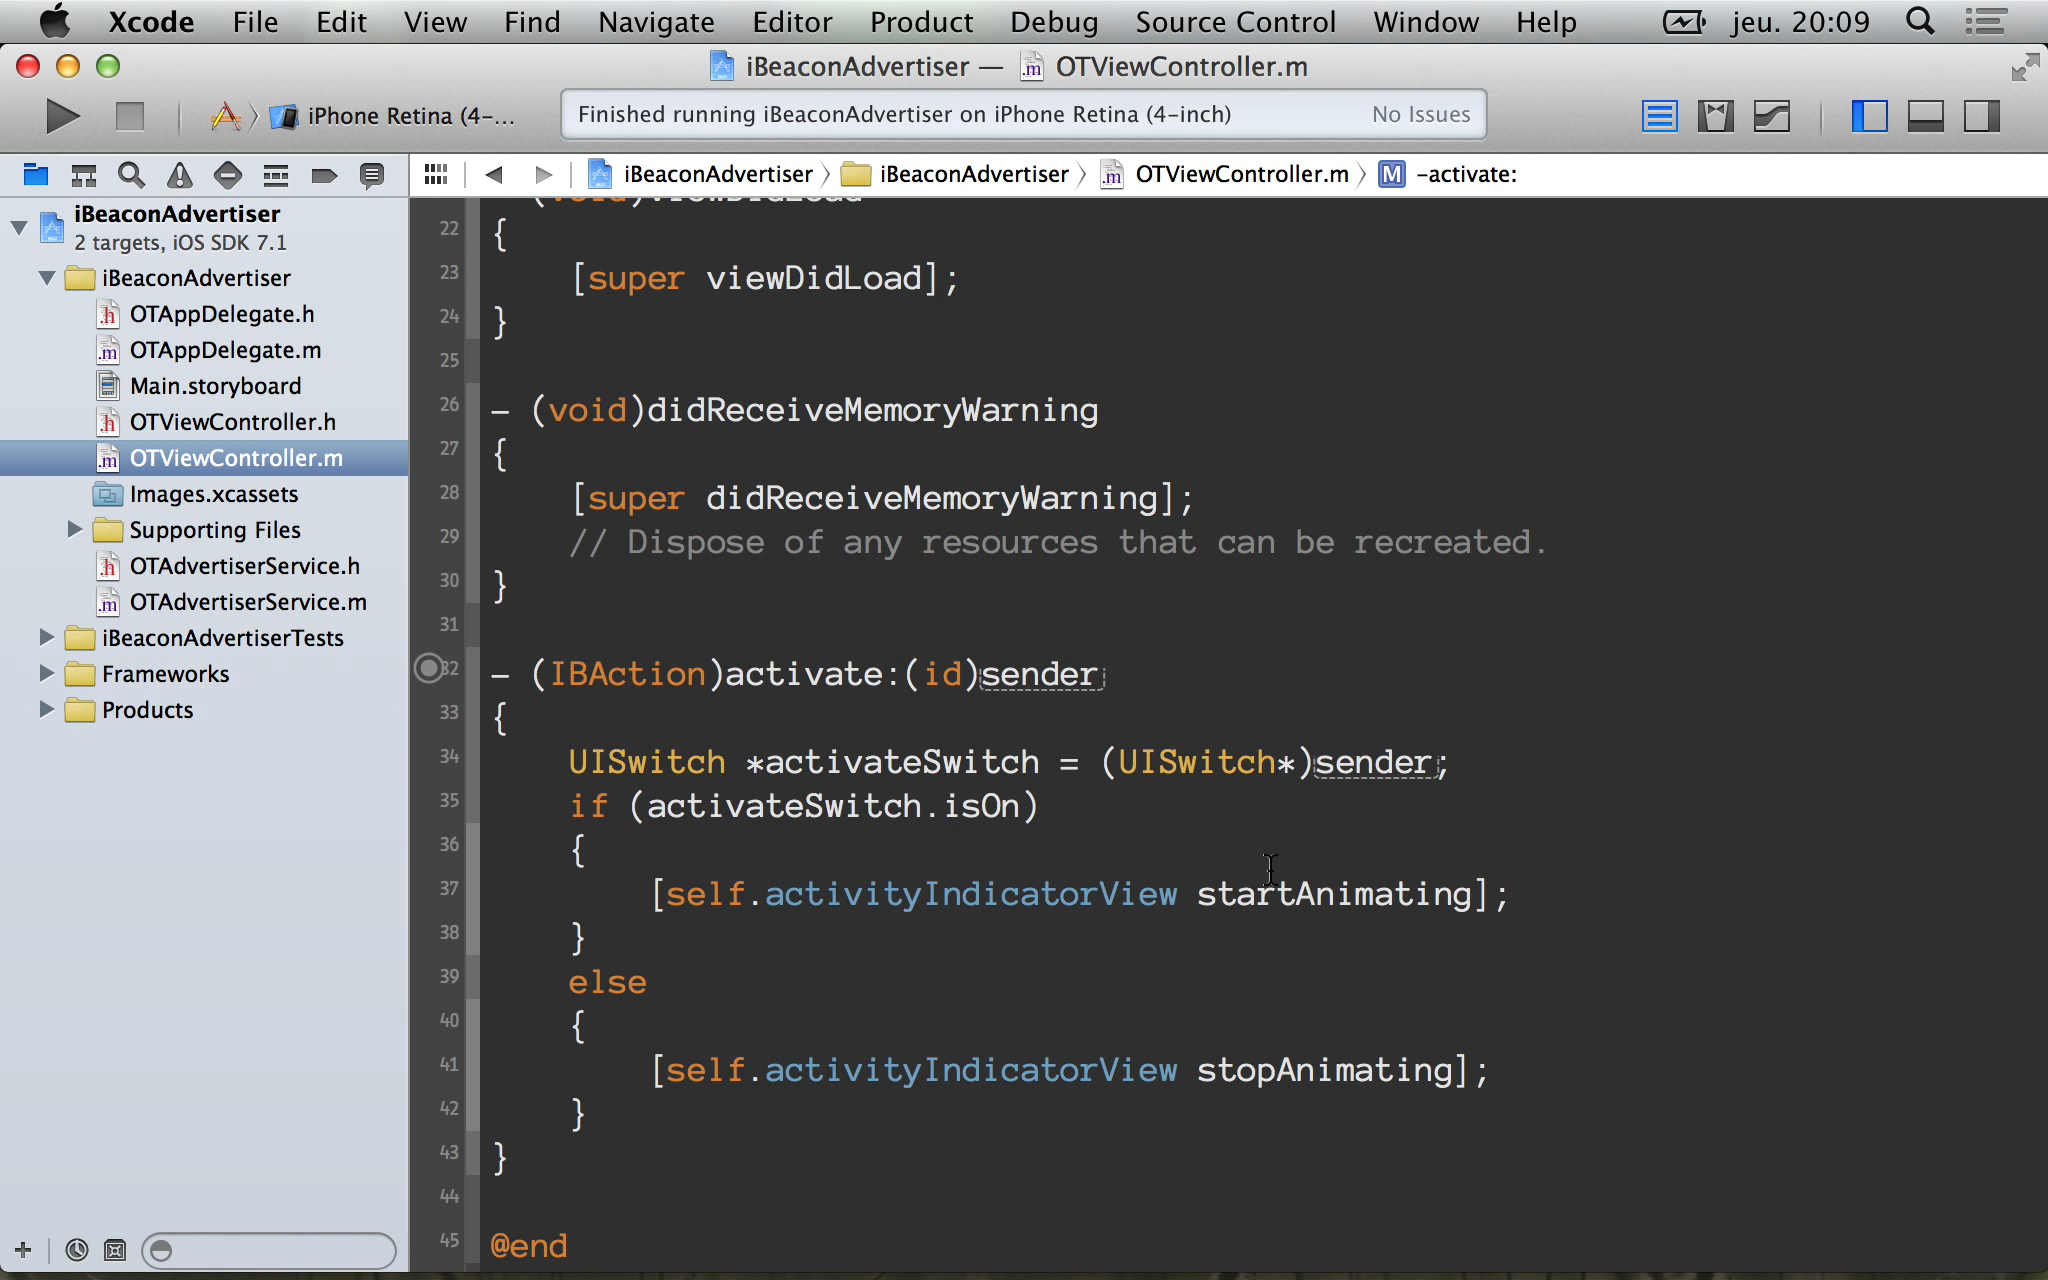 Xcode File Edit View Find Navigate Editor Product Debug Source Control Window Help jeu. 20:09
iBeaconAdvertiser — OTViewController.m
iPhone Retina (4-... Finished running iBeaconAdvertiser on iPhone Retina (4-inch) No Issues
iBeaconAdvertiser iBeaconAdvertiser OTViewController.m M -activate:
iBeaconAdvertiser
2 targets, iOS SDK 7.1
iBeaconAdvertiser
OTAppDelegate.h
OTAppDelegate.m
Main.storyboard
OTViewController.h
OTViewController.m
Images.xcassets
Supporting Files
OTAdvertiserService.h
OTAdvertiserService.m
iBeaconAdvertiserTests
Frameworks
Products
(void)viewDidLoad
22 {
23 [super viewDidLoad];
24 }
25
26 - (void)didReceiveMemoryWarning
27 {
28 [super didReceiveMemoryWarning];
29 // Dispose of any resources that can be recreated.
30 }
31
32 - (IBAction)activate:(id)sender
33 {
34 UISwitch *activateSwitch = (UISwitch*)sender;
35 if (activateSwitch.isOn)
36 {
37 [self.activityIndicatorView startAnimating];
38 }
39 else
40 {
41 [self.activityIndicatorView stopAnimating];
42 }
43 }
44
45 @end